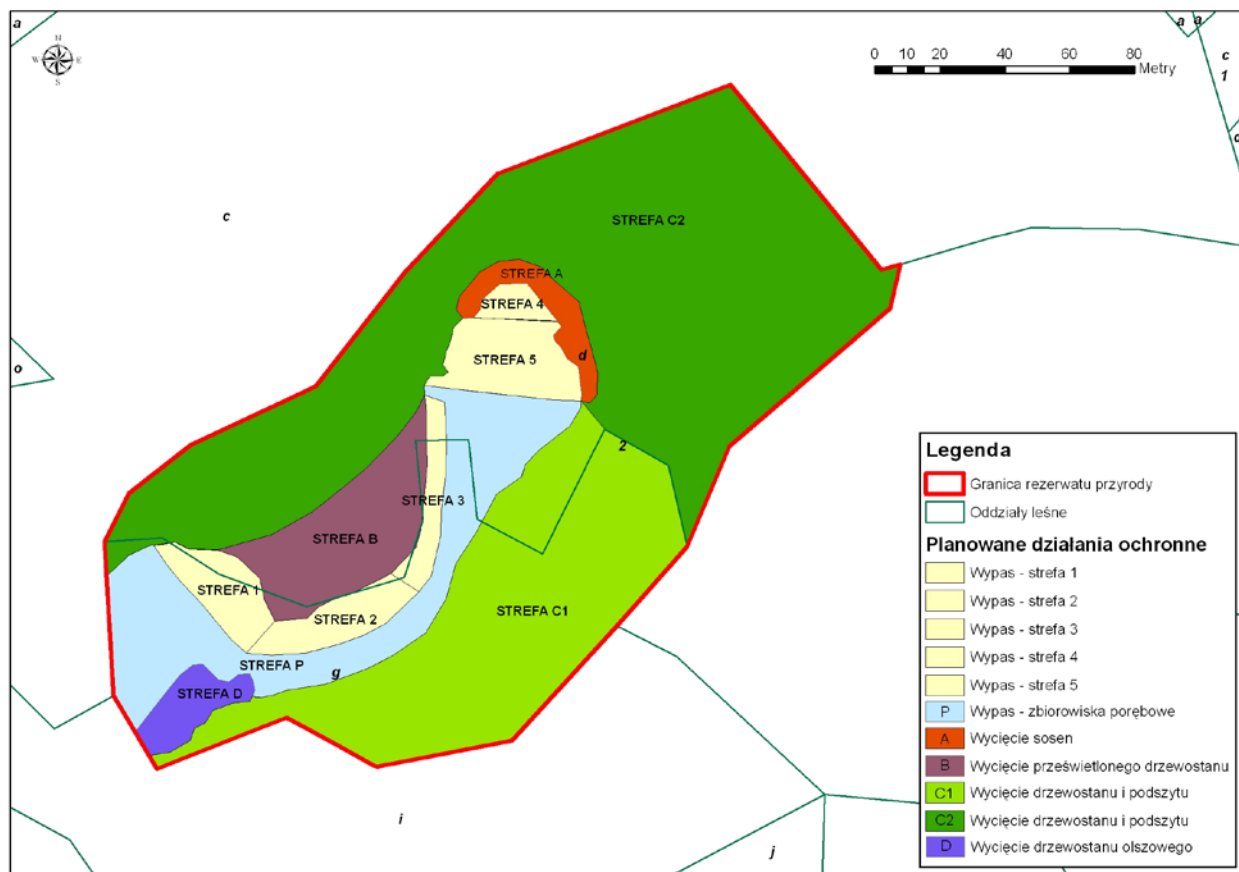 a
N
W E
S
0 10 20 40 60 80
Metry
a a
c
1
d
c
STREFA C2
STREFA A
STREFA 4
STREFA 5
d
o
2
STREFA 3
STREFA B
STREFA 1
STREFA 2
STREFA C1
STREFA P
g
STREFA D
i
j
Legenda
Granica rezerwatu przyrody
Oddziały leśne
Planowane działania ochronne
Wypas - strefa 1
Wypas - strefa 2
Wypas - strefa 3
Wypas - strefa 4
Wypas - strefa 5
P Wypas - zbiorowiska porębowe
A Wycięcie sosen
B Wycięcie prześwietlonego drzewostanu
C1 Wycięcie drzewostanu i podszytu
C2 Wycięcie drzewostanu i podszytu
D Wycięcie drzewostanu olszowego